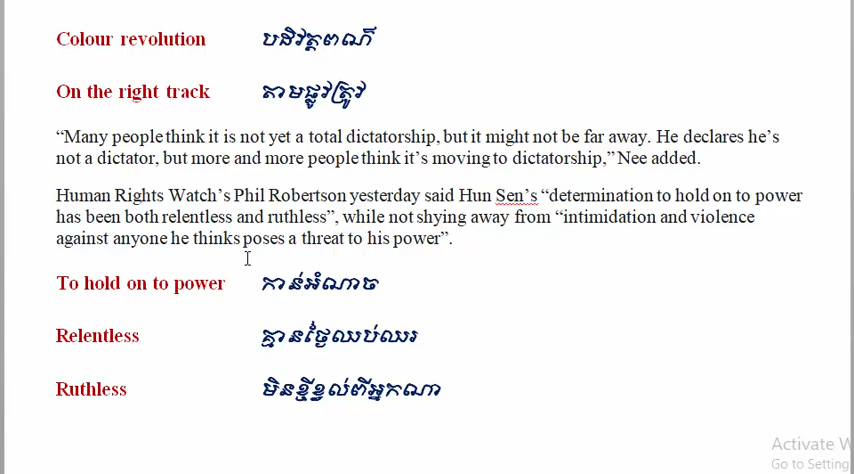 Colour revolution បដិវត្តពណ៌
On the right track តាមផ្លូវត្រូវ
“Many people think it is not yet a total dictatorship, but it might not be far away. He declares he’s
not a dictator, but more and more people think it’s moving to dictatorship,” Nee added.
Human Rights Watch’s Phil Robertson yesterday said Hun Sen’s “determination to hold on to power
has been both relentless and ruthless”, while not shying away from “intimidation and violence
against anyone he thinks poses a threat to his power”.
To hold on to power កាន់អំណាច
Relentless គ្មានថ្ងៃឈប់ឈរ
Ruthless មិនខ្ចីខ្វល់ពីអ្នកណា
Activate W
Go to Setting